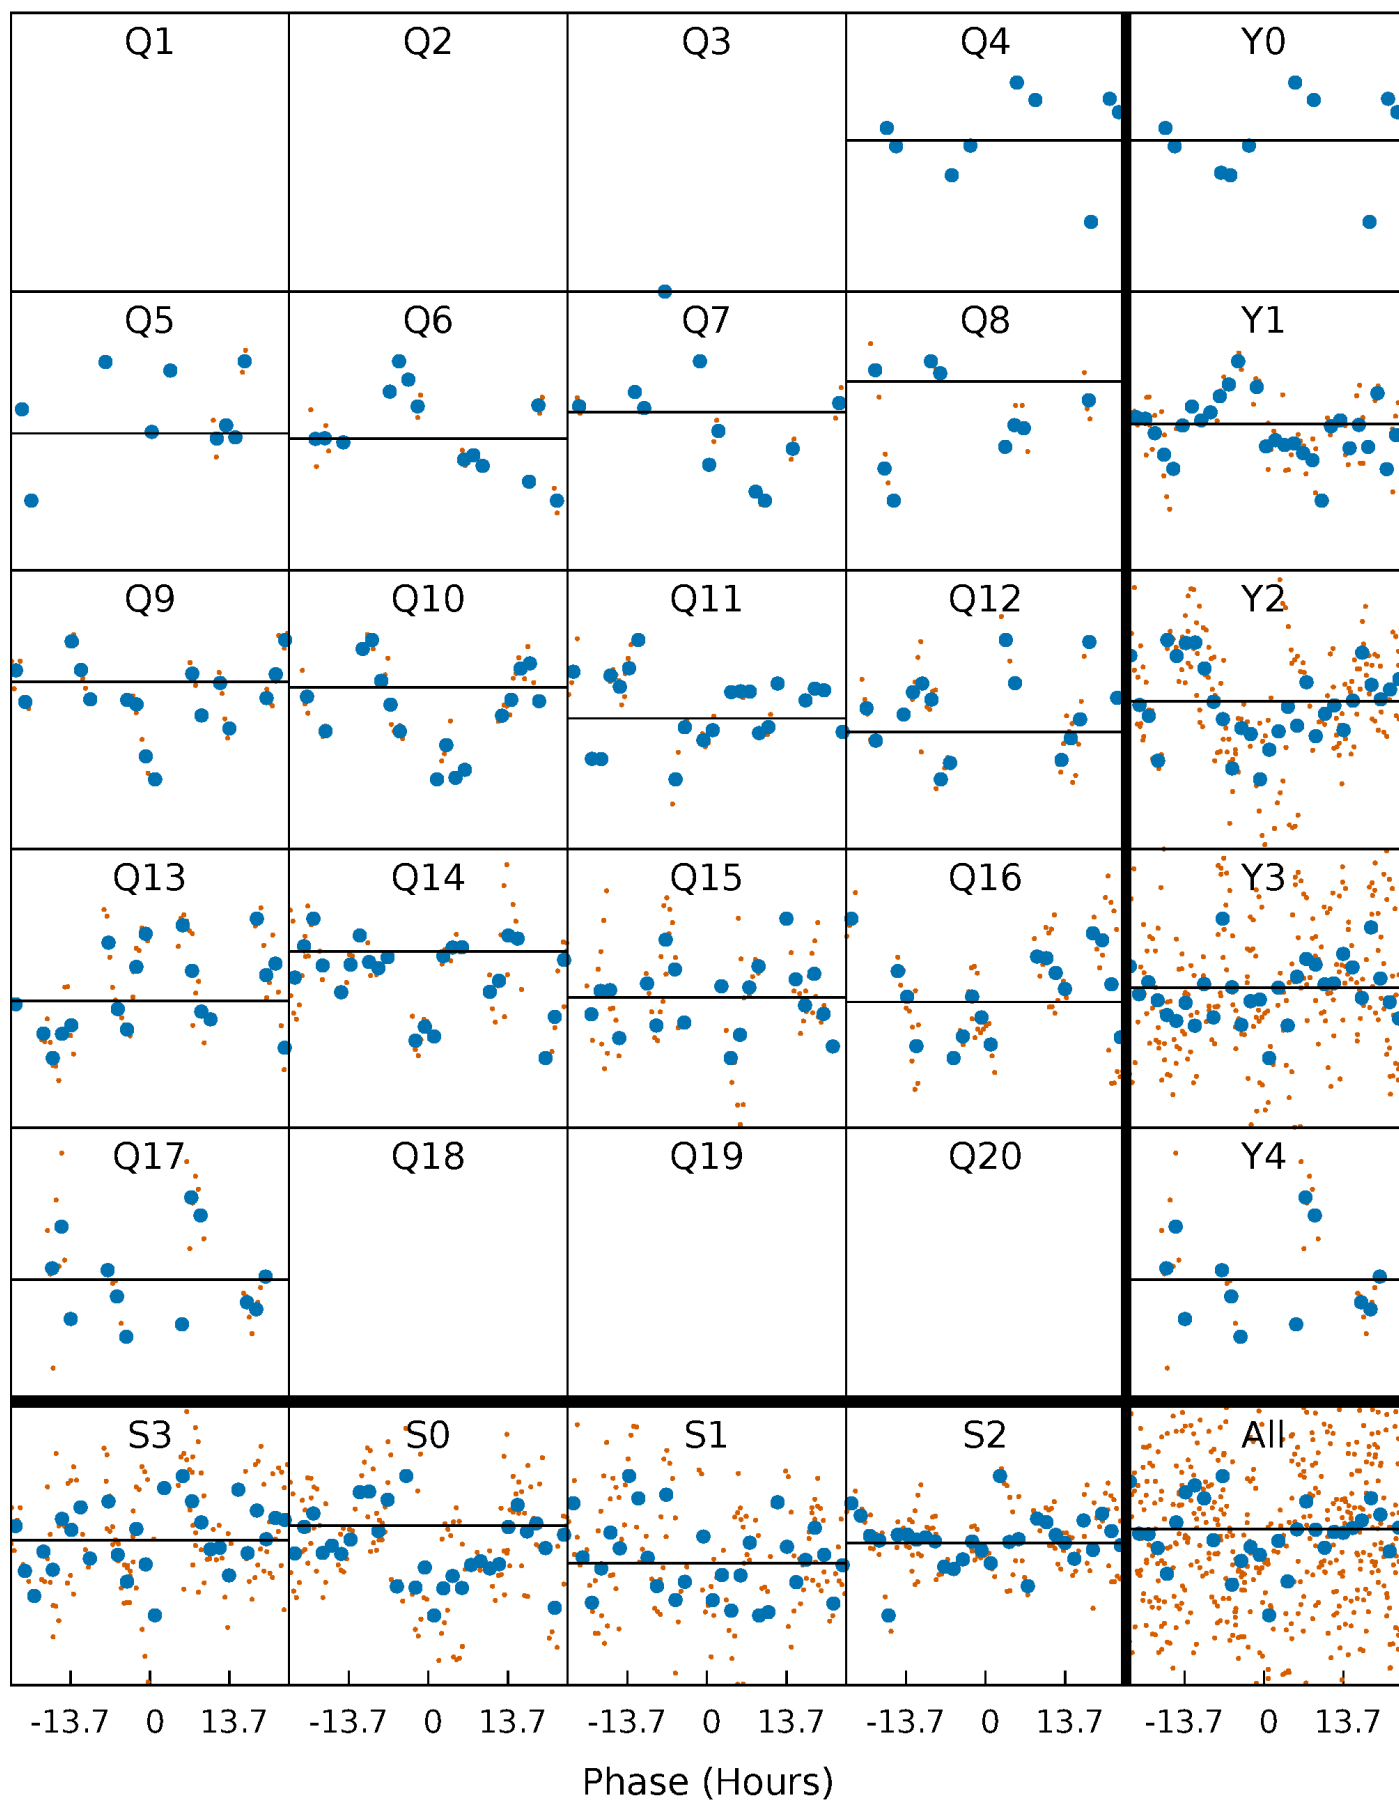 Q1 Q2 Q3 Q4 Y0
Q5 Q6 Q7 Q8 Y1
Q9 Q10 Q11 Q12 Y2
Q13 Q14 Q15 Q16 Y3
Q17 Q18 Q19 Q20 Y4
S3 S0 S1 S2 All
-13.7 0 13.7 -13.7 0 13.7 -13.7 0 13.7 -13.7 0 13.7 -13.7 0 13.7
Phase (Hours)